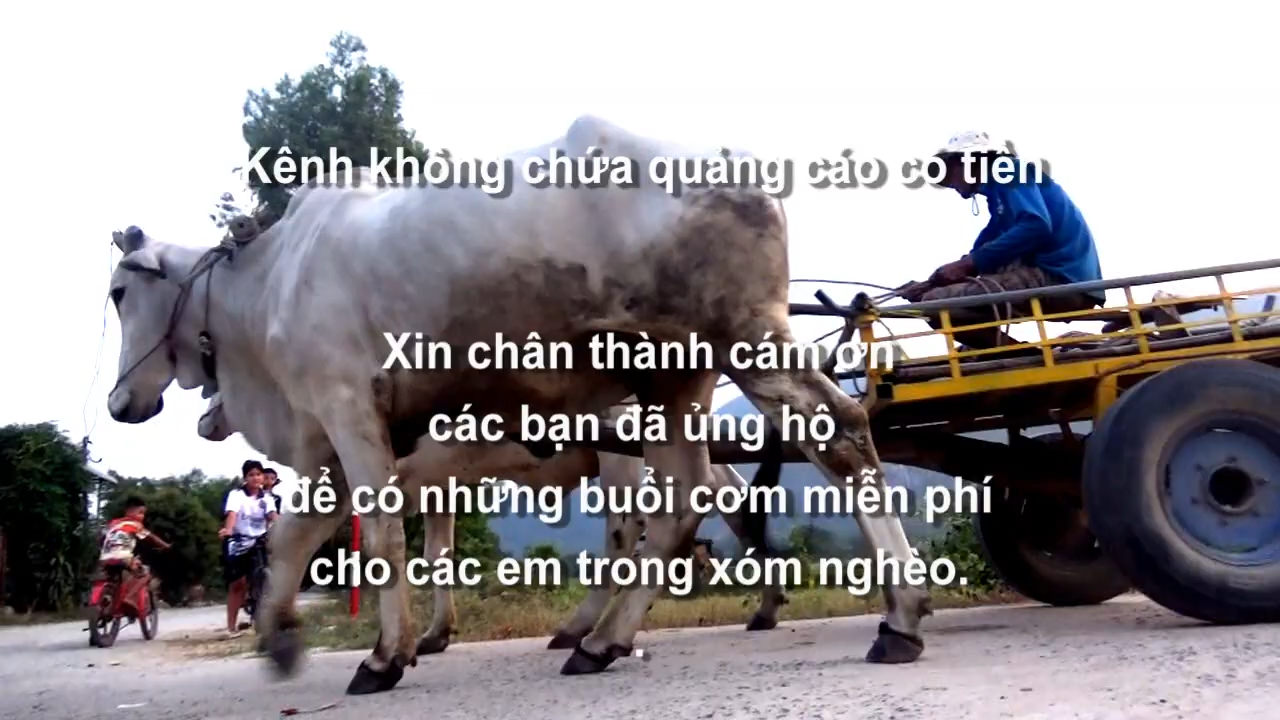 Kênh không chứa quảng cáo có tiền
Xin chân thành cám ơn
các bạn đã ủng hộ
để có những buổi cơm miễn phí
cho các em trong xóm nghèo.
.